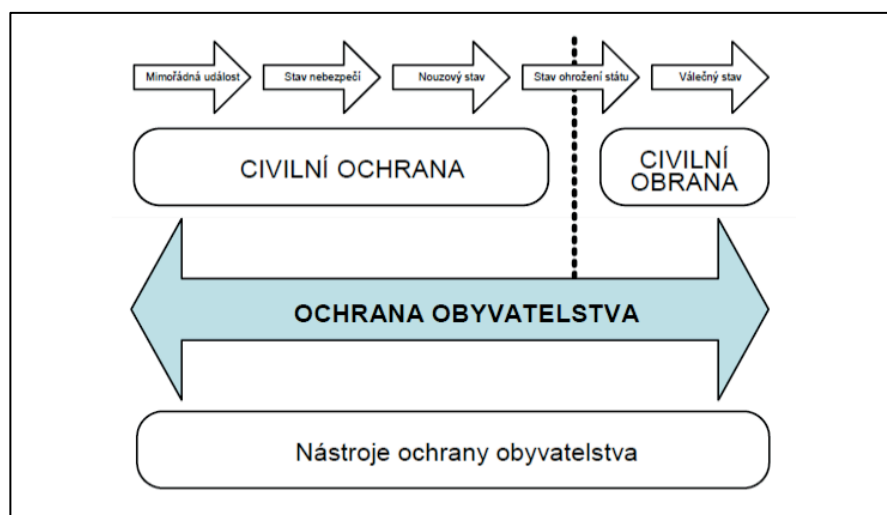 Mimořádná událost
Stav nebezpečí
Nouzový stav
Stav ohrožení státu
Válečný stav
CIVILNÍ OCHRANA
CIVILNÍ
OBRANA
OCHRANA OBYVATELSTVA
Nástroje ochrany obyvatelstva